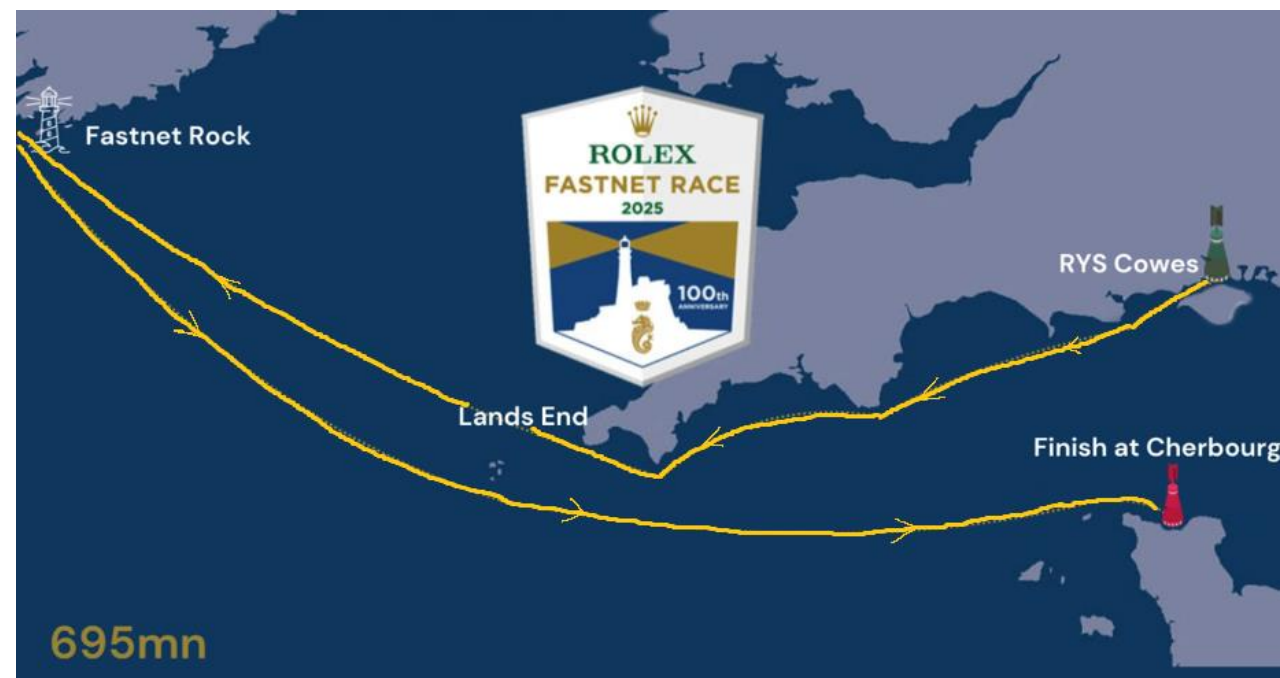 Fastnet Rock
ROLEX
FASTNET RACE
2025
100th
ANNIVERSARY
RYS Cowes
Lands End
Finish at Cherbourg
695mn